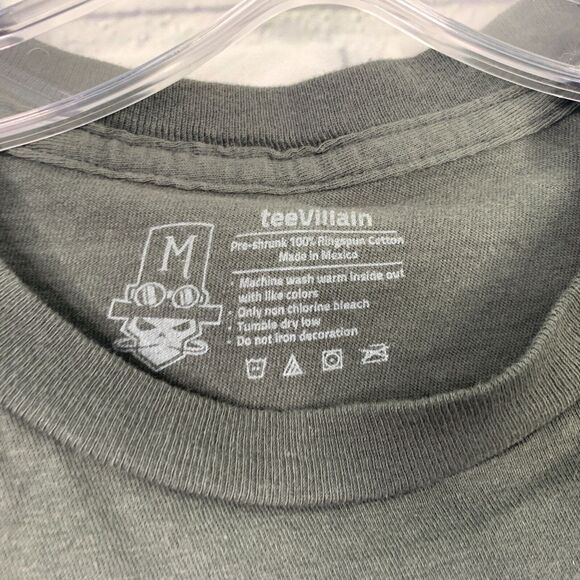 M
teeVillain
Pre-shrunk 100% Ringspun Cotton
Made in Mexico
• Machine wash warm inside out
with like colors
• Only non chlorine bleach
• Tumble dry low
• Do not iron decoration